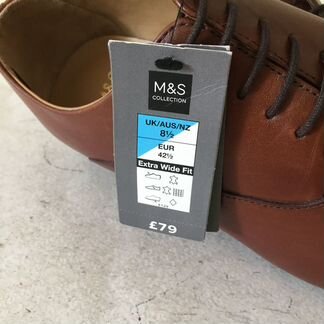 M&S
COLLECTION
UK/AUS/NZ
8½
EUR
42½
Extra Wide Fit
£79